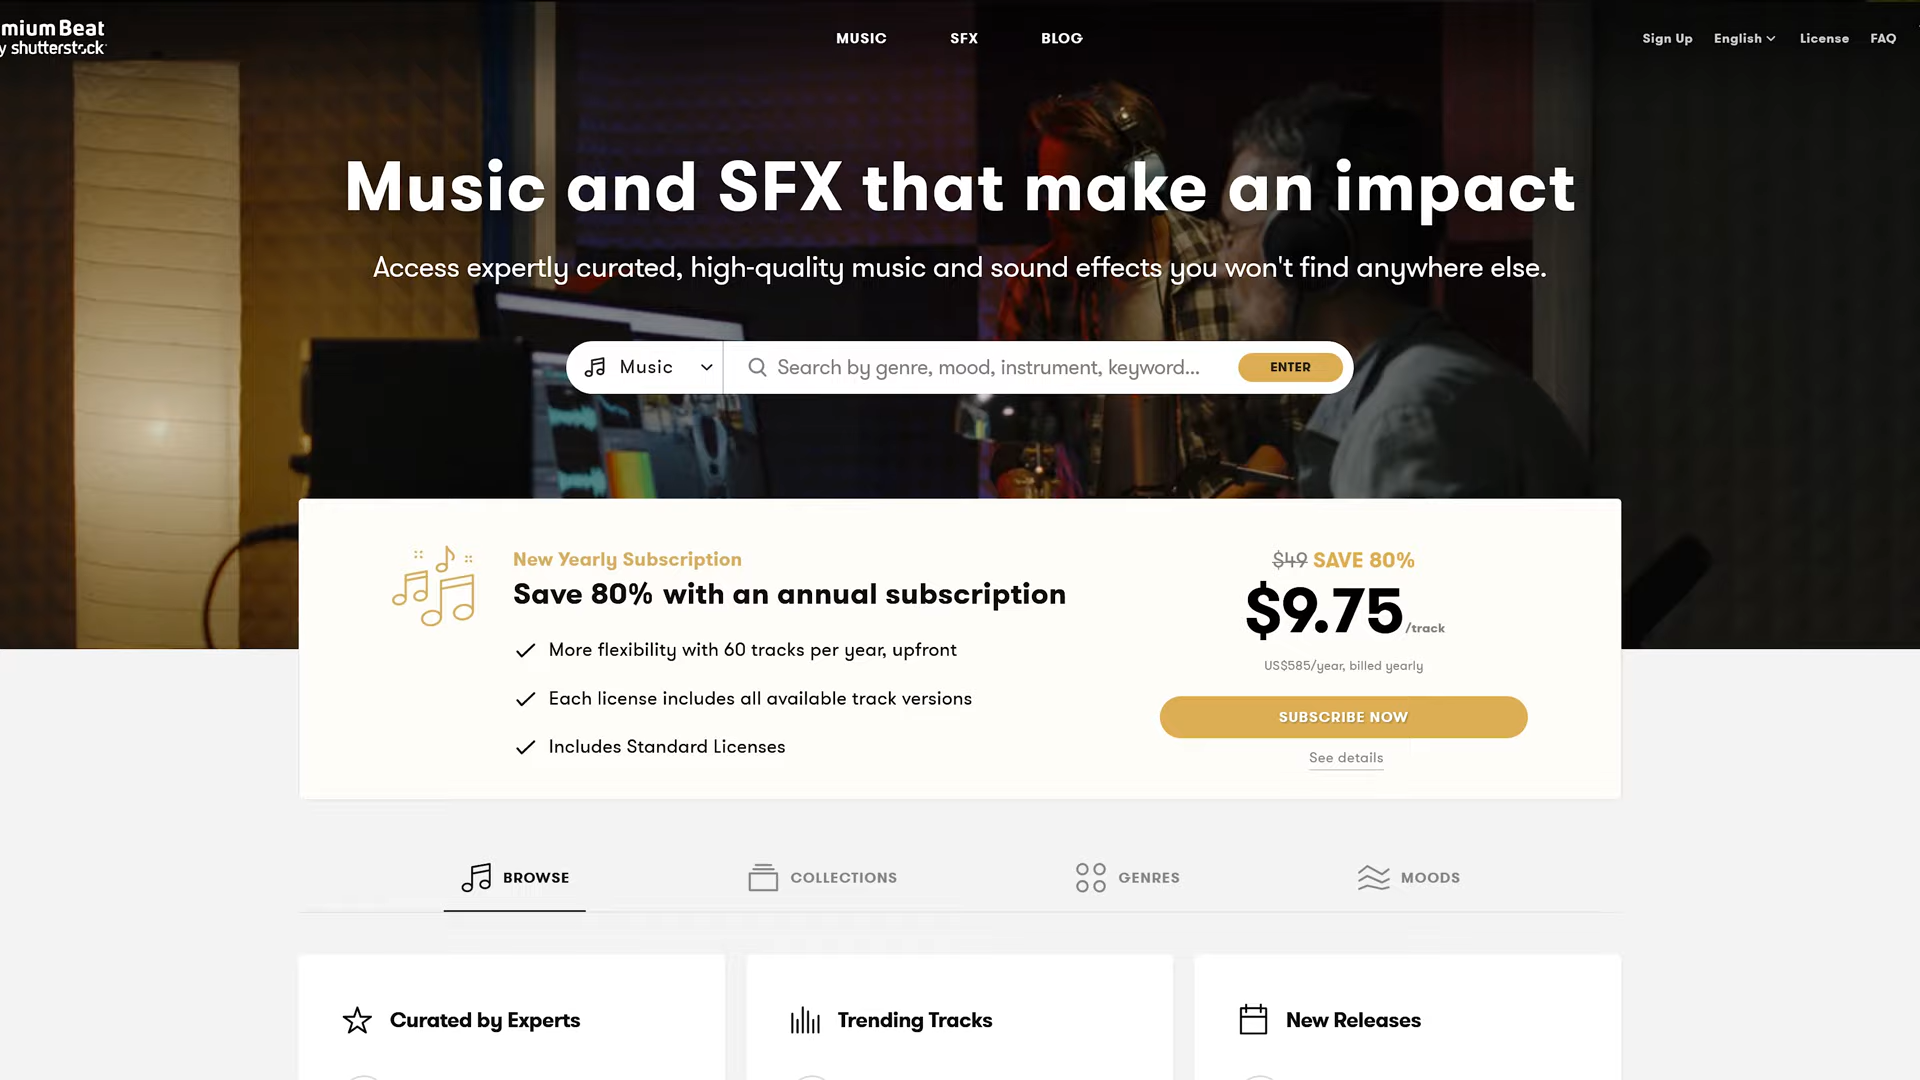 mium Beat
y shutterstock
MUSIC
SFX
BLOG
Sign Up
English
License
FAQ
Music and SFX that make an impact
Access expertly curated, high-quality music and sound effects you won't find anywhere else.
Music
Search by genre, mood, instrument, keyword...
ENTER
New Yearly Subscription
Save 80% with an annual subscription
More flexibility with 60 tracks per year, upfront
Each license includes all available track versions
Includes Standard Licenses
$49 SAVE 80%
$9.75/track
US$585/year, billed yearly
SUBSCRIBE NOW
See details
BROWSE
COLLECTIONS
GENRES
MOODS
Curated by Experts
Trending Tracks
New Releases